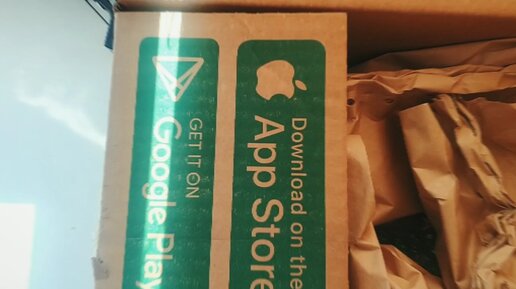 Download on the
App Store
GET IT ON
Google Play